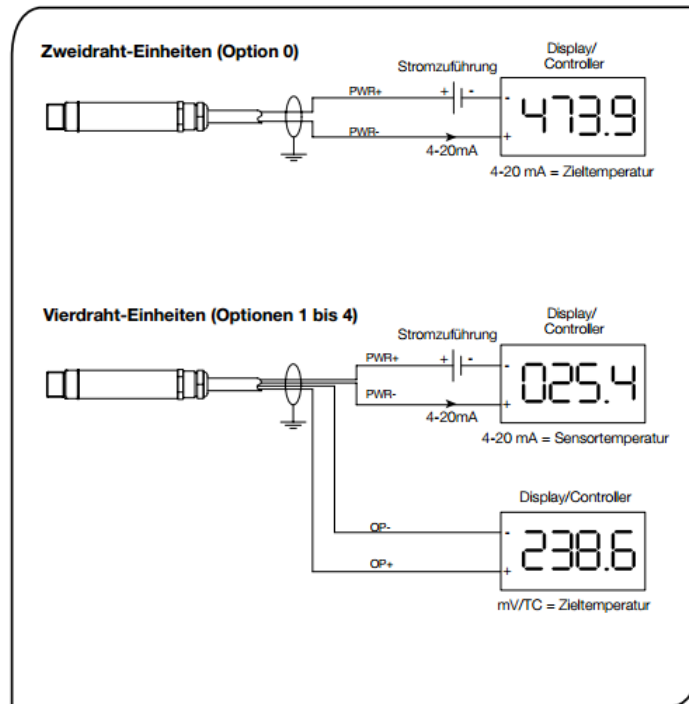 Zweidraht-Einheiten (Option 0)
Display/
Controller
Stromzuführung
PWR+
+
-
-
473.9
PWR-
+
4-20mA
4-20 mA = Zieltemperatur
Vierdraht-Einheiten (Optionen 1 bis 4)
Display/
Controller
Stromzuführung
PWR+
+
-
-
025.4
PWR-
+
4-20mA
4-20 mA = Sensortemperatur
Display/Controller
OP-
-
238.6
OP+
+
mV/TC = Zieltemperatur